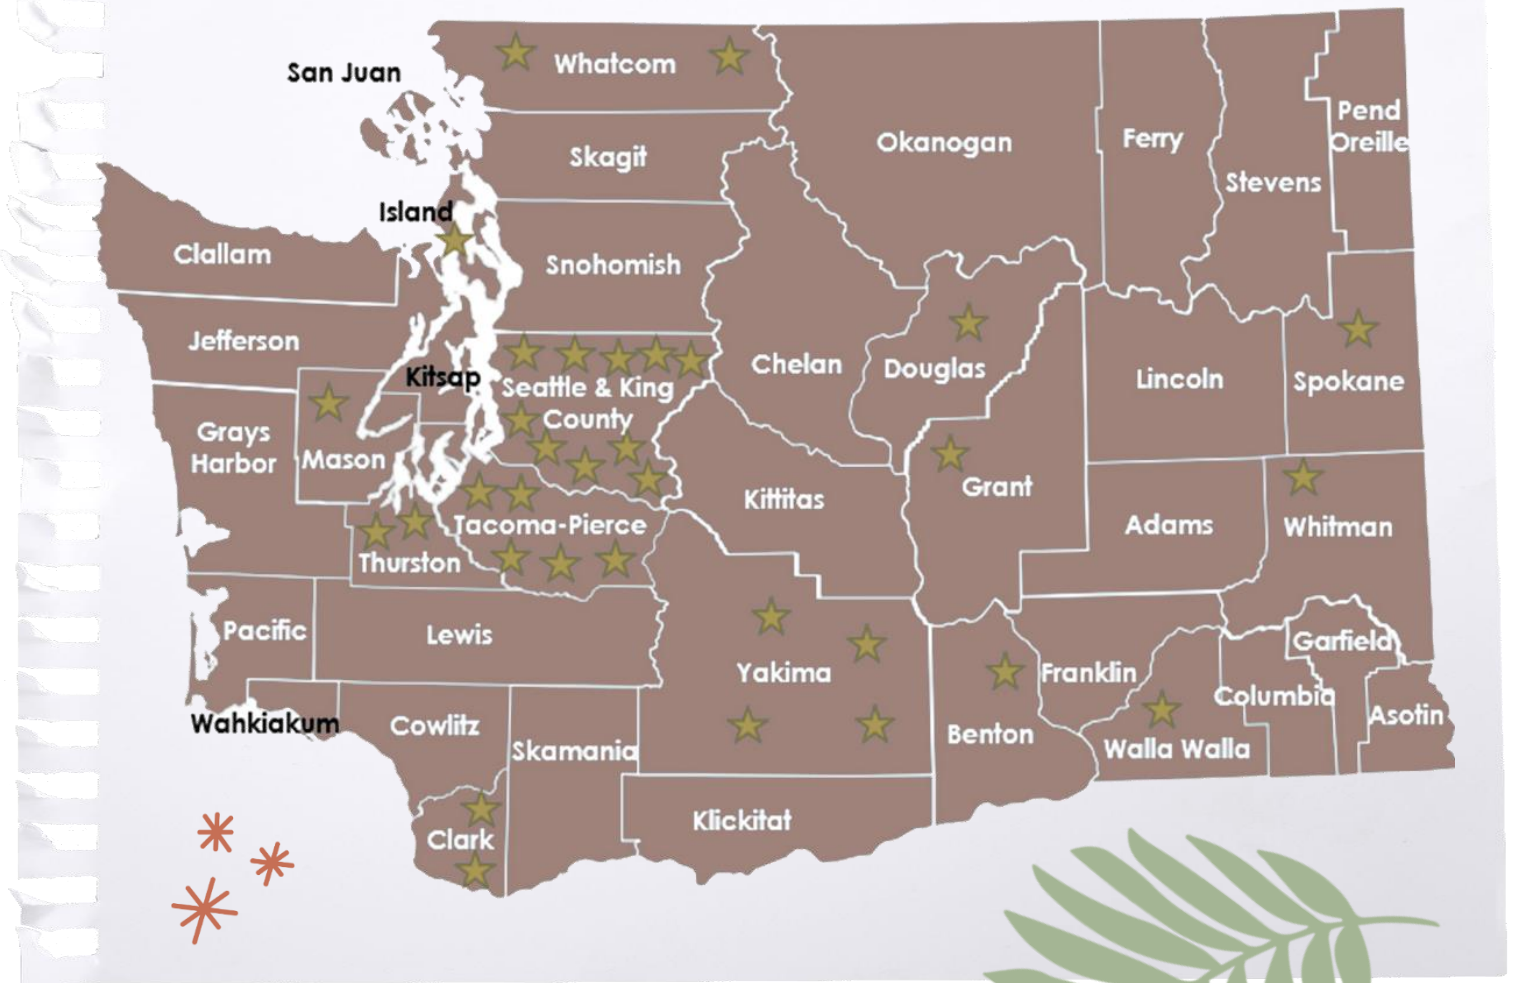 San Juan
Whatcom
Okanogan
Ferry
Stevens
Pend
Oreille
Skagit
Island
Clallam
Snohomish
Jefferson
Kitsap
Seattle & King
County
Chelan
Douglas
Lincoln
Spokane
Grays
Harbor
Mason
Kittitas
Grant
Tacoma-Pierce
Adams
Whitman
Thurston
Pacific
Lewis
Yakima
Franklin
Garfield
Columbia
Wahkiakum
Cowlitz
Skamania
Benton
Walla Walla
Asotin
Clark
Klickitat